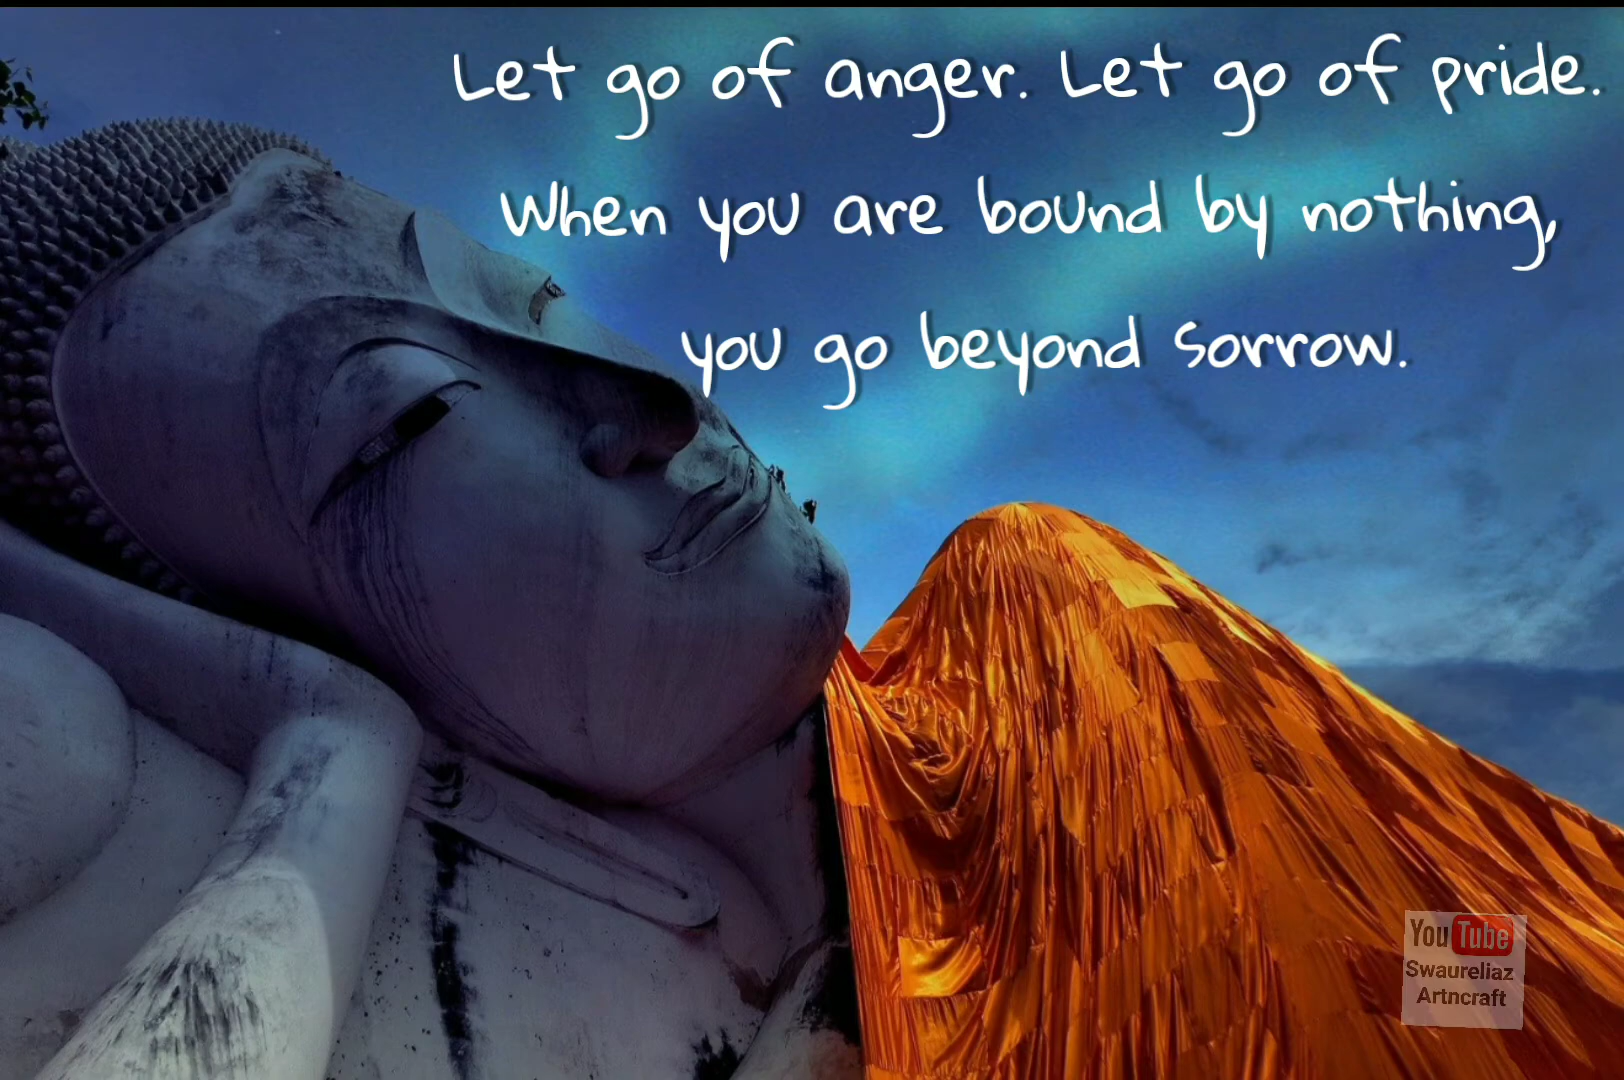 Let go of anger. Let go of pride.
When you are bound by nothing,
you go beyond sorrow.
YouTube
Swaureliaz
Artncraft